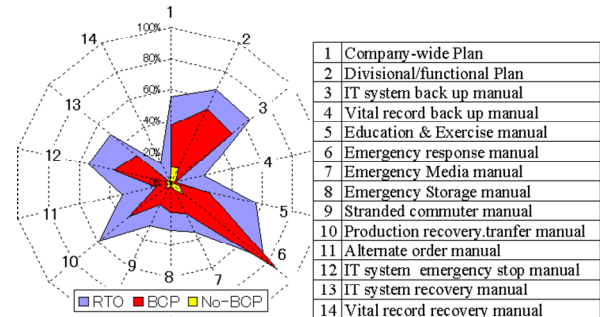 1
100%
14
2
80%
60%
13
3
40%
20%
12
4
0%
11
5
10
6
9
7
8
RTO BCP No-BCP
1 Company-wide Plan
2 Divisional/functional Plan
3 IT system back up manual
4 Vital record back up manual
5 Education & Exercise manual
6 Emergency response manual
7 Emergency Media manual
8 Emergency Storage manual
9 Stranded commuter manual
10 Production recovery.tranfer manual
11 Alternate order manual
12 IT system emergency stop manual
13 IT system recovery manual
14 Vital record recovery manual